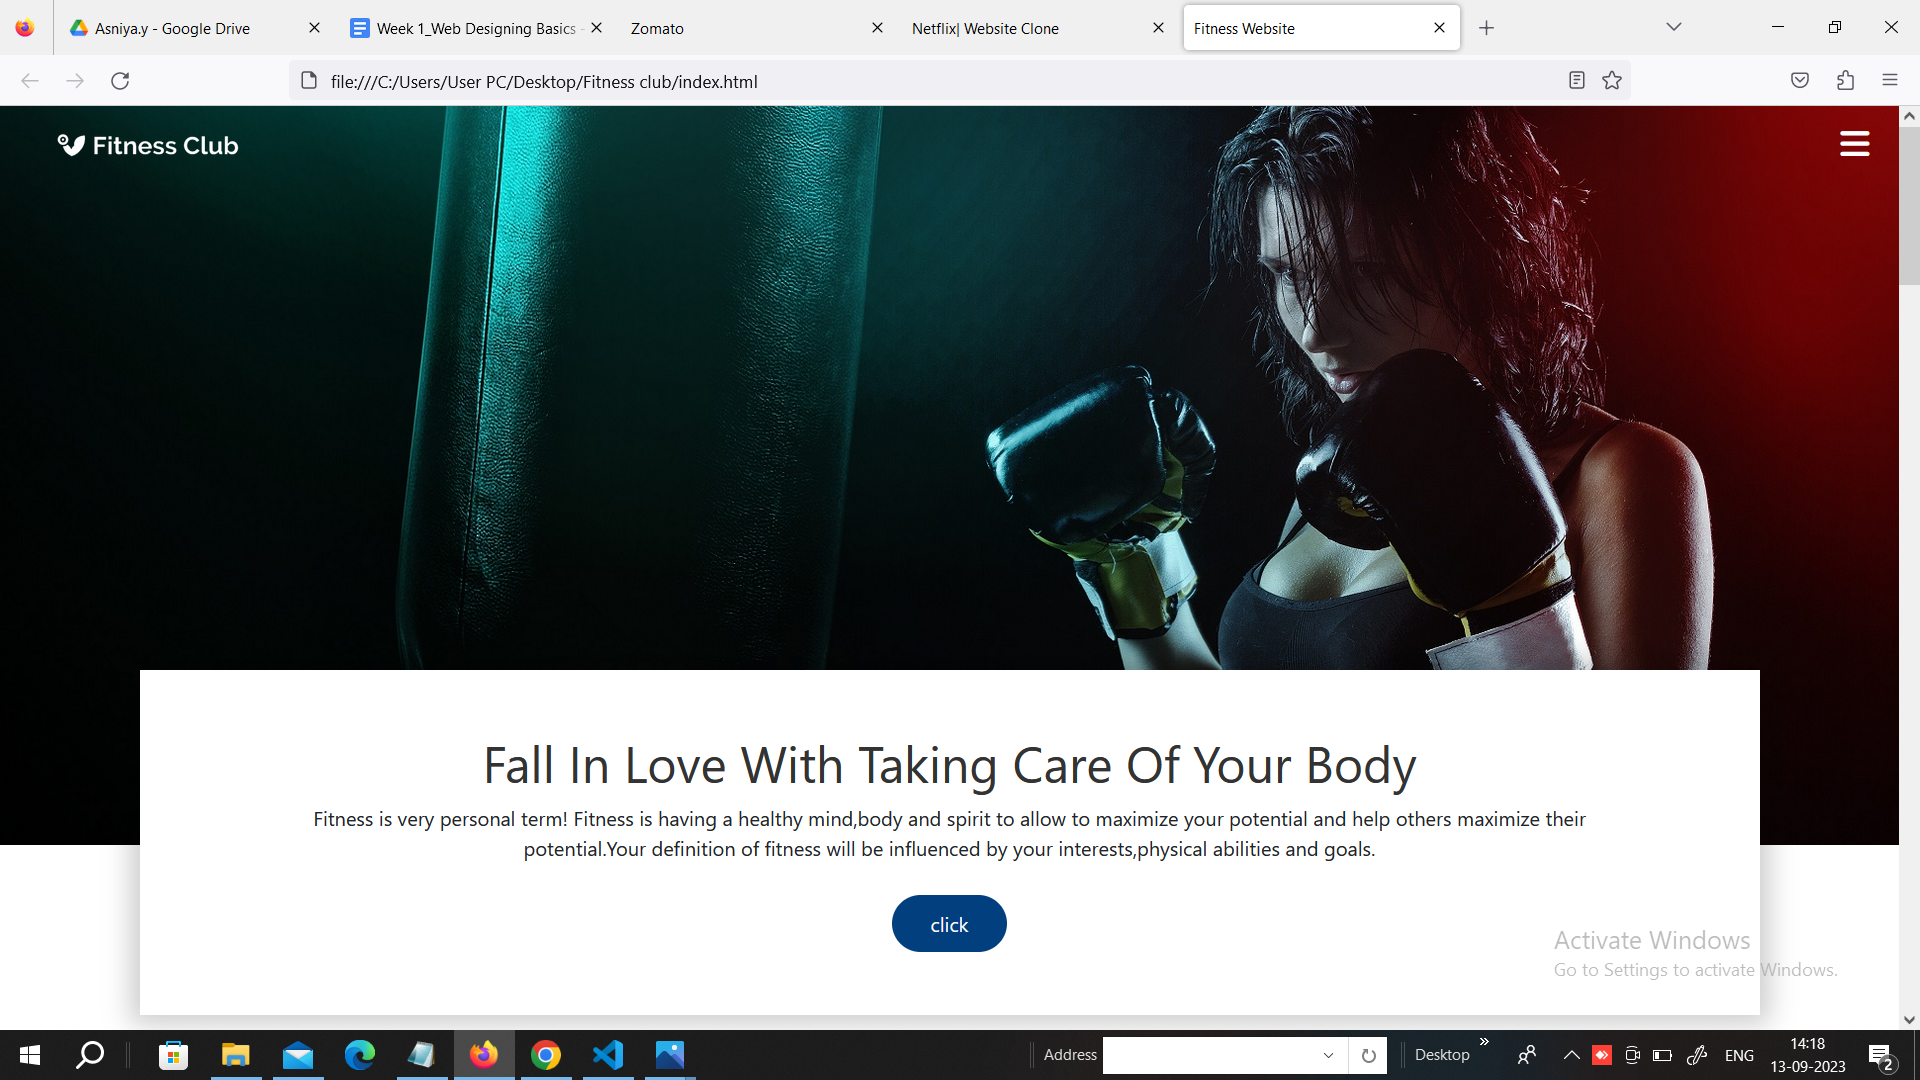 Asniya.y - Google Drive
Week 1_Web Designing Basics -
Zomato
Netflix| Website Clone
Fitness Website
file:///C:/Users/User PC/Desktop/Fitness club/index.html
Fitness Club
Fall In Love With Taking Care Of Your Body
Fitness is very personal term! Fitness is having a healthy mind,body and spirit to allow to maximize your potential and help others maximize their
potential.Your definition of fitness will be influenced by your interests,physical abilities and goals.
click
Activate Windows
Go to Settings to activate Windows.
Address
Desktop
ENG
14:18
13-09-2023
2